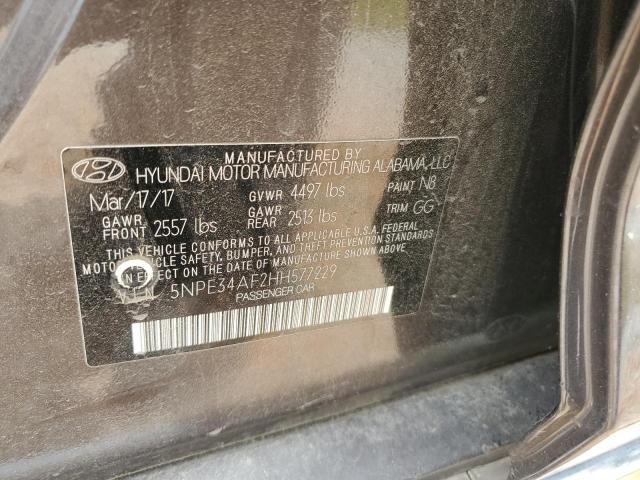 MANUFACTURED BY
HYUNDAI MOTOR MANUFACTURING ALABAMA, LLC
Mar/17/17 GVWR 4497 lbs PAINT N8
GAWR FRONT 2557 lbs GAWR REAR 2513 lbs TRIM GG
THIS VEHICLE CONFORMS TO ALL APPLICABLE U.S.A. FEDERAL
MOTOR VEHICLE SAFETY, BUMPER, AND THEFT PREVENTION STANDARDS
IN EFFECT ON THE DATE OF MANUFACTURE SHOWN ABOVE.
VIN 5NPE34AF2HH577229
PASSENGER CAR